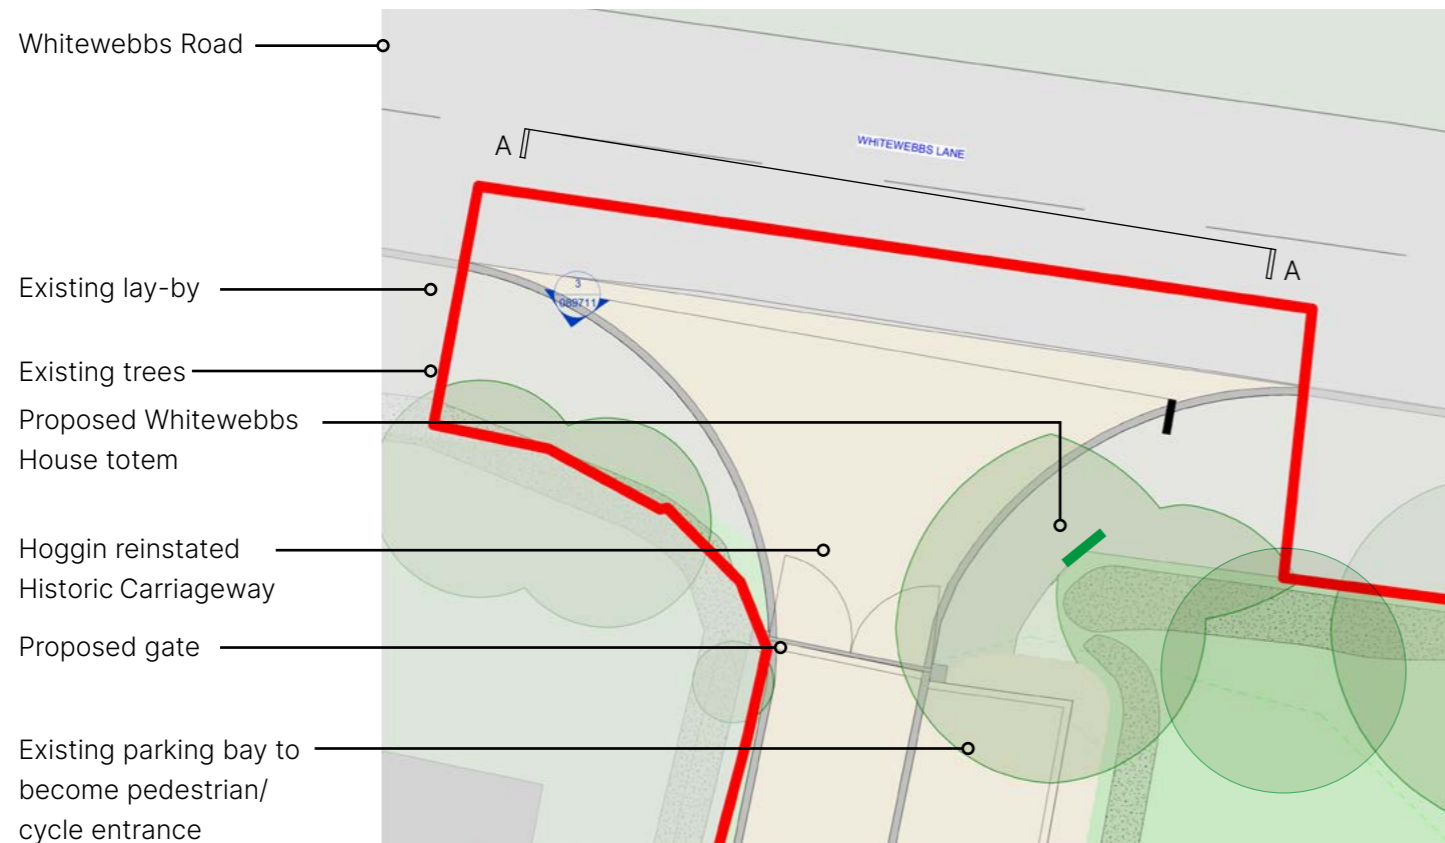 Whitewebbs Road
A
WHITEWEBBS LANE
A
Existing lay-by
3
089711
Existing trees
Proposed Whitewebbs
House totem
Hoggin reinstated
Historic Carriageway
Proposed gate
Existing parking bay to
become pedestrian/
cycle entrance